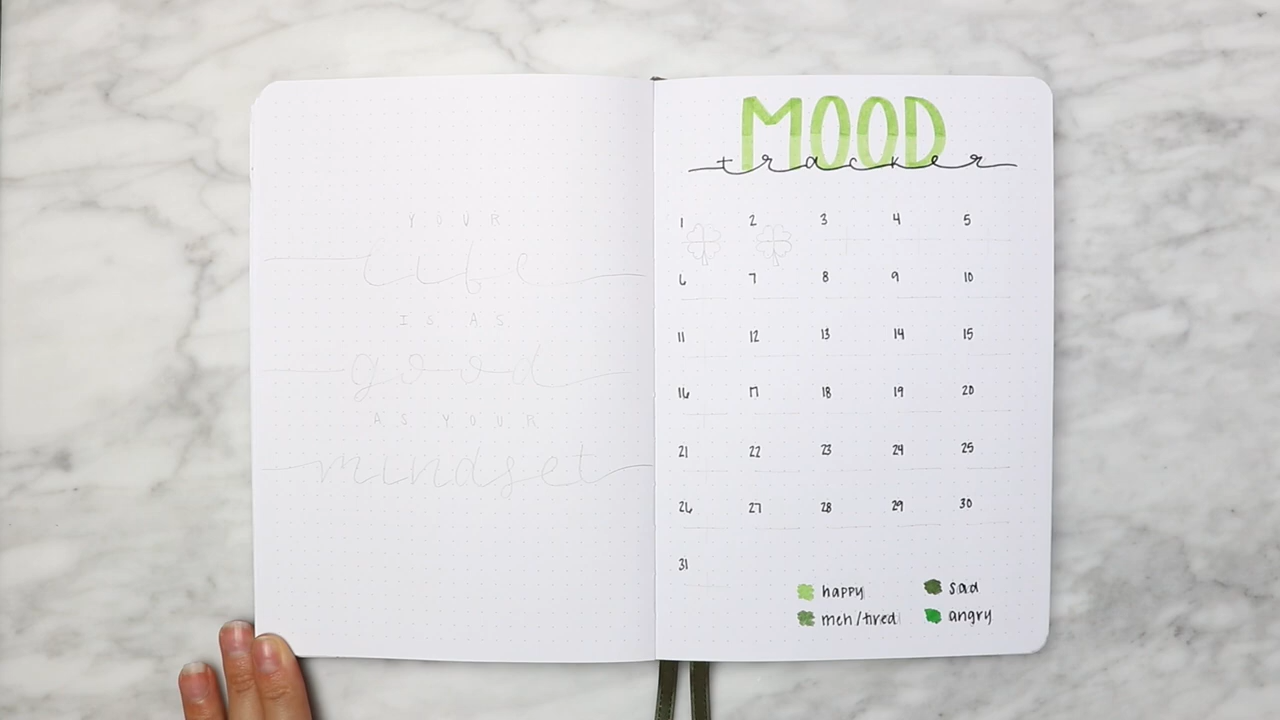 YOUR
life
IS AS
good
AS YOUR
mindset
MOOD
tracker
1 2 3 4 5
6 7 8 9 10
11 12 13 14 15
16 17 18 19 20
21 22 23 24 25
26 27 28 29 30
31
happy sad
meh/tired angry